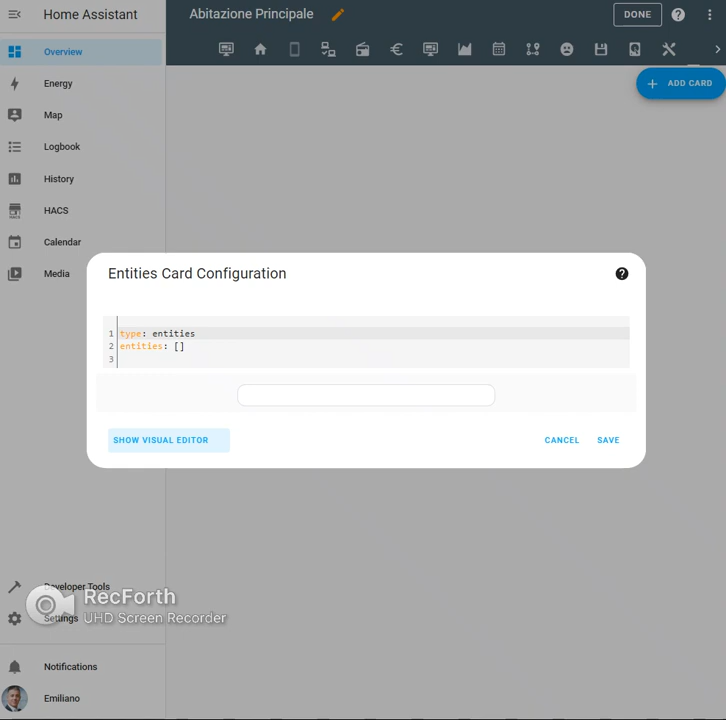 Home Assistant
Abitazione Principale
DONE
Overview
ADD CARD
Energy
Map
Logbook
History
HACS
HACS
Calendar
Media
Entities Card Configuration
1 type: entities
2 entities: []
3
SHOW VISUAL EDITOR
CANCEL
SAVE
Developer Tools
RecForth
UHD Screen Recorder
Settings
Notifications
Emiliano